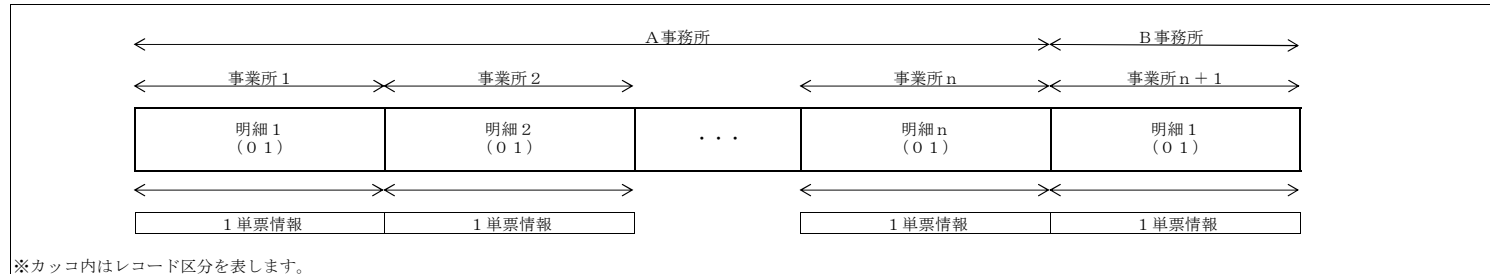 A事務所 B事務所
事業所1 事業所2 事業所n 事業所n+1
明細1 明細2 ・・・ 明細n 明細1
(01) (01) (01) (01)
1単票情報 1単票情報 1単票情報 1単票情報
※カッコ内はレコード区分を表します。